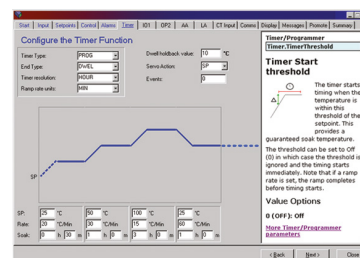 Start Input Setpoints Control Alarms Timer IO1 OP2 AA LA CT Input Comms Display Messages Promote Summary
Configure the Timer Function
Timer Type: PROG
End Type: DWEL
Timer resolution: HOUR
Ramp rate units: MIN
Dwell holdback value: 10 °C
Servo Action: SP
Events: 0
SP
SP: 25 °C 50 °C 100 °C 25 °C
Rate: 20 °C/Min 30 °C/Min 15 °C/Min 60 °C/Min
Soak: 0 h 30 m 1 h 0 m 3 h 0 m 1 h 0 m
Timer/Programmer
Timer.TimerThreshold
Timer Start
threshold
The timer starts
timing when the
temperature is
within this
threshold of the
setpoint. This
provides a
guaranteed soak temperature.
The threshold can be set to Off
(0) in which case the threshold is
ignored and the timing starts
immediately. Note that if a ramp
rate is set, the ramp completes
before timing starts.
Value Options
0 (OFF): Off
More Timer/Programmer
parameters
< Back Next > Close